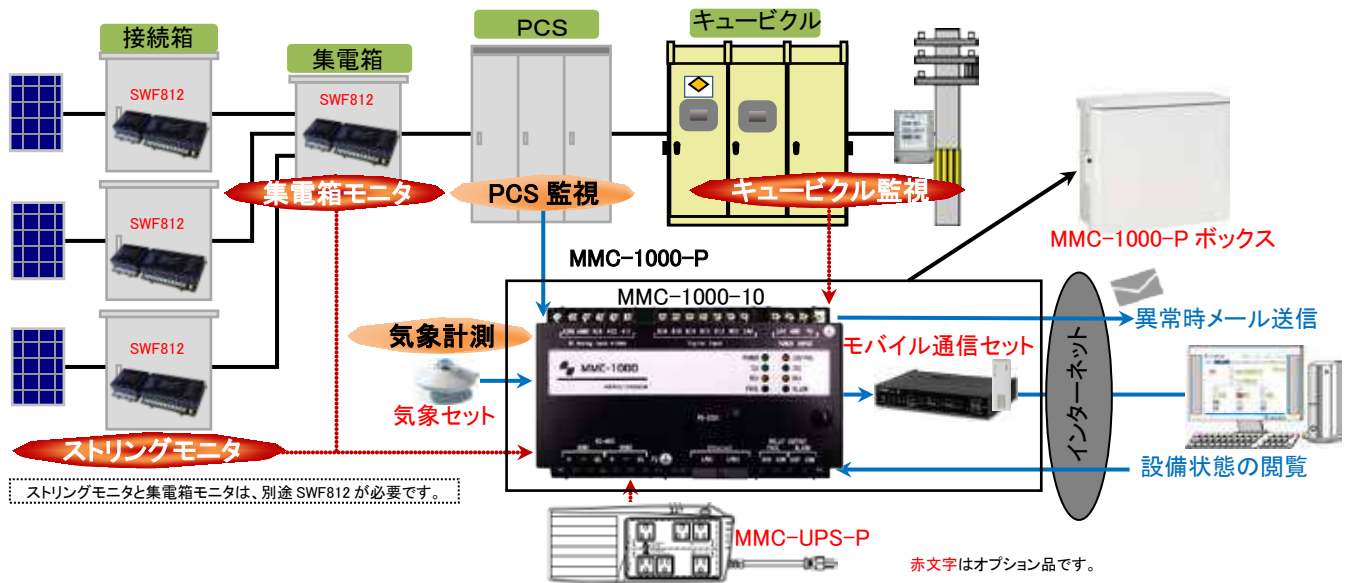 接続箱
集電箱
PCS
キュービクル
SWF812
SWF812
SWF812
SWF812
集電箱モニタ
PCS 監視
キュービクル監視
MMC-1000-P ボックス
MMC-1000-P
MMC-1000-10
気象計測
気象セット
MMC-1000
モバイル通信セット
異常時メール送信
インターネット
設備状態の閲覧
ストリングモニタ
ストリングモニタと集電箱モニタは、別途 SWF812 が必要です。
MMC-UPS-P
赤文字はオプション品です。